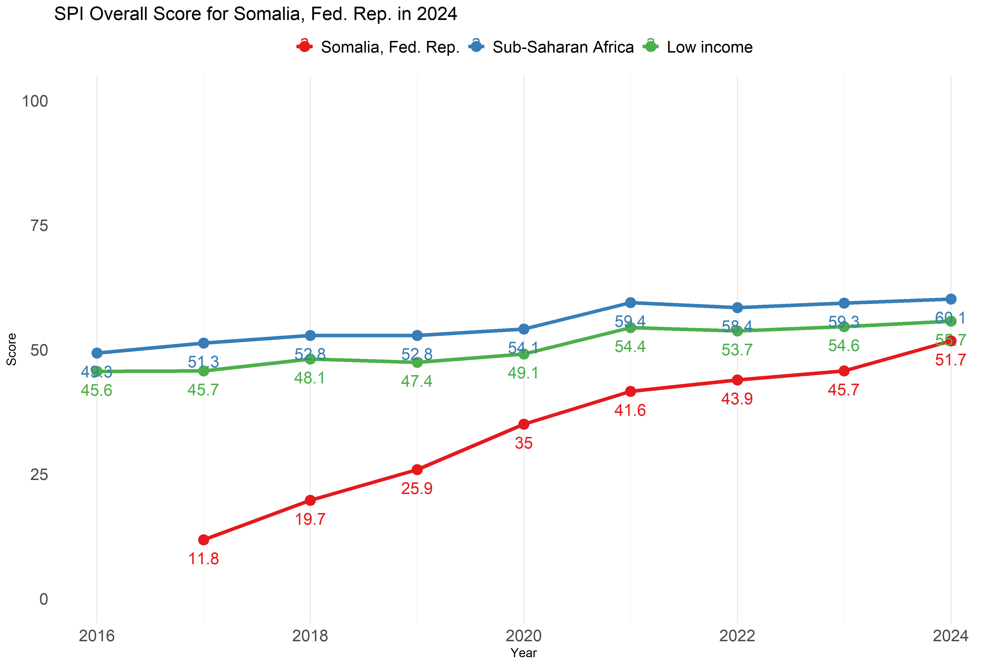 SPI Overall Score for Somalia, Fed. Rep. in 2024
a Somalia, Fed. Rep. a Sub-Saharan Africa a Low income
100
75
50
25
0
Score
49.3 51.3 52.8 52.8 54.1 59.4 58.4 59.3 60.1
45.6 45.7 48.1 47.4 49.1 54.4 53.7 54.6 55.7
11.8 19.7 25.9 35 41.6 43.9 45.7 51.7
2016 2018 2020 2022 2024
Year